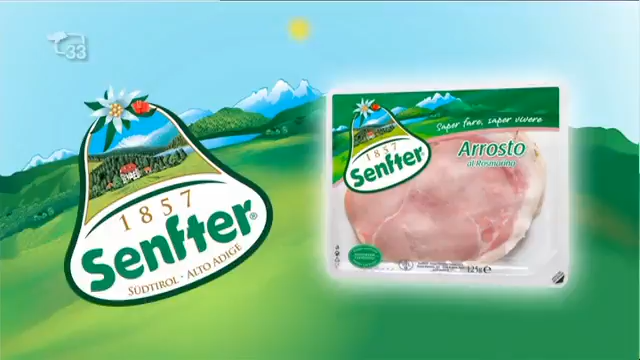 33
1857
Senfter®
SÜDTIROL • ALTO ADIGE
Saper fare, saper vivere
Arrosto
al Rosmarino
1857
Senfter
125g e